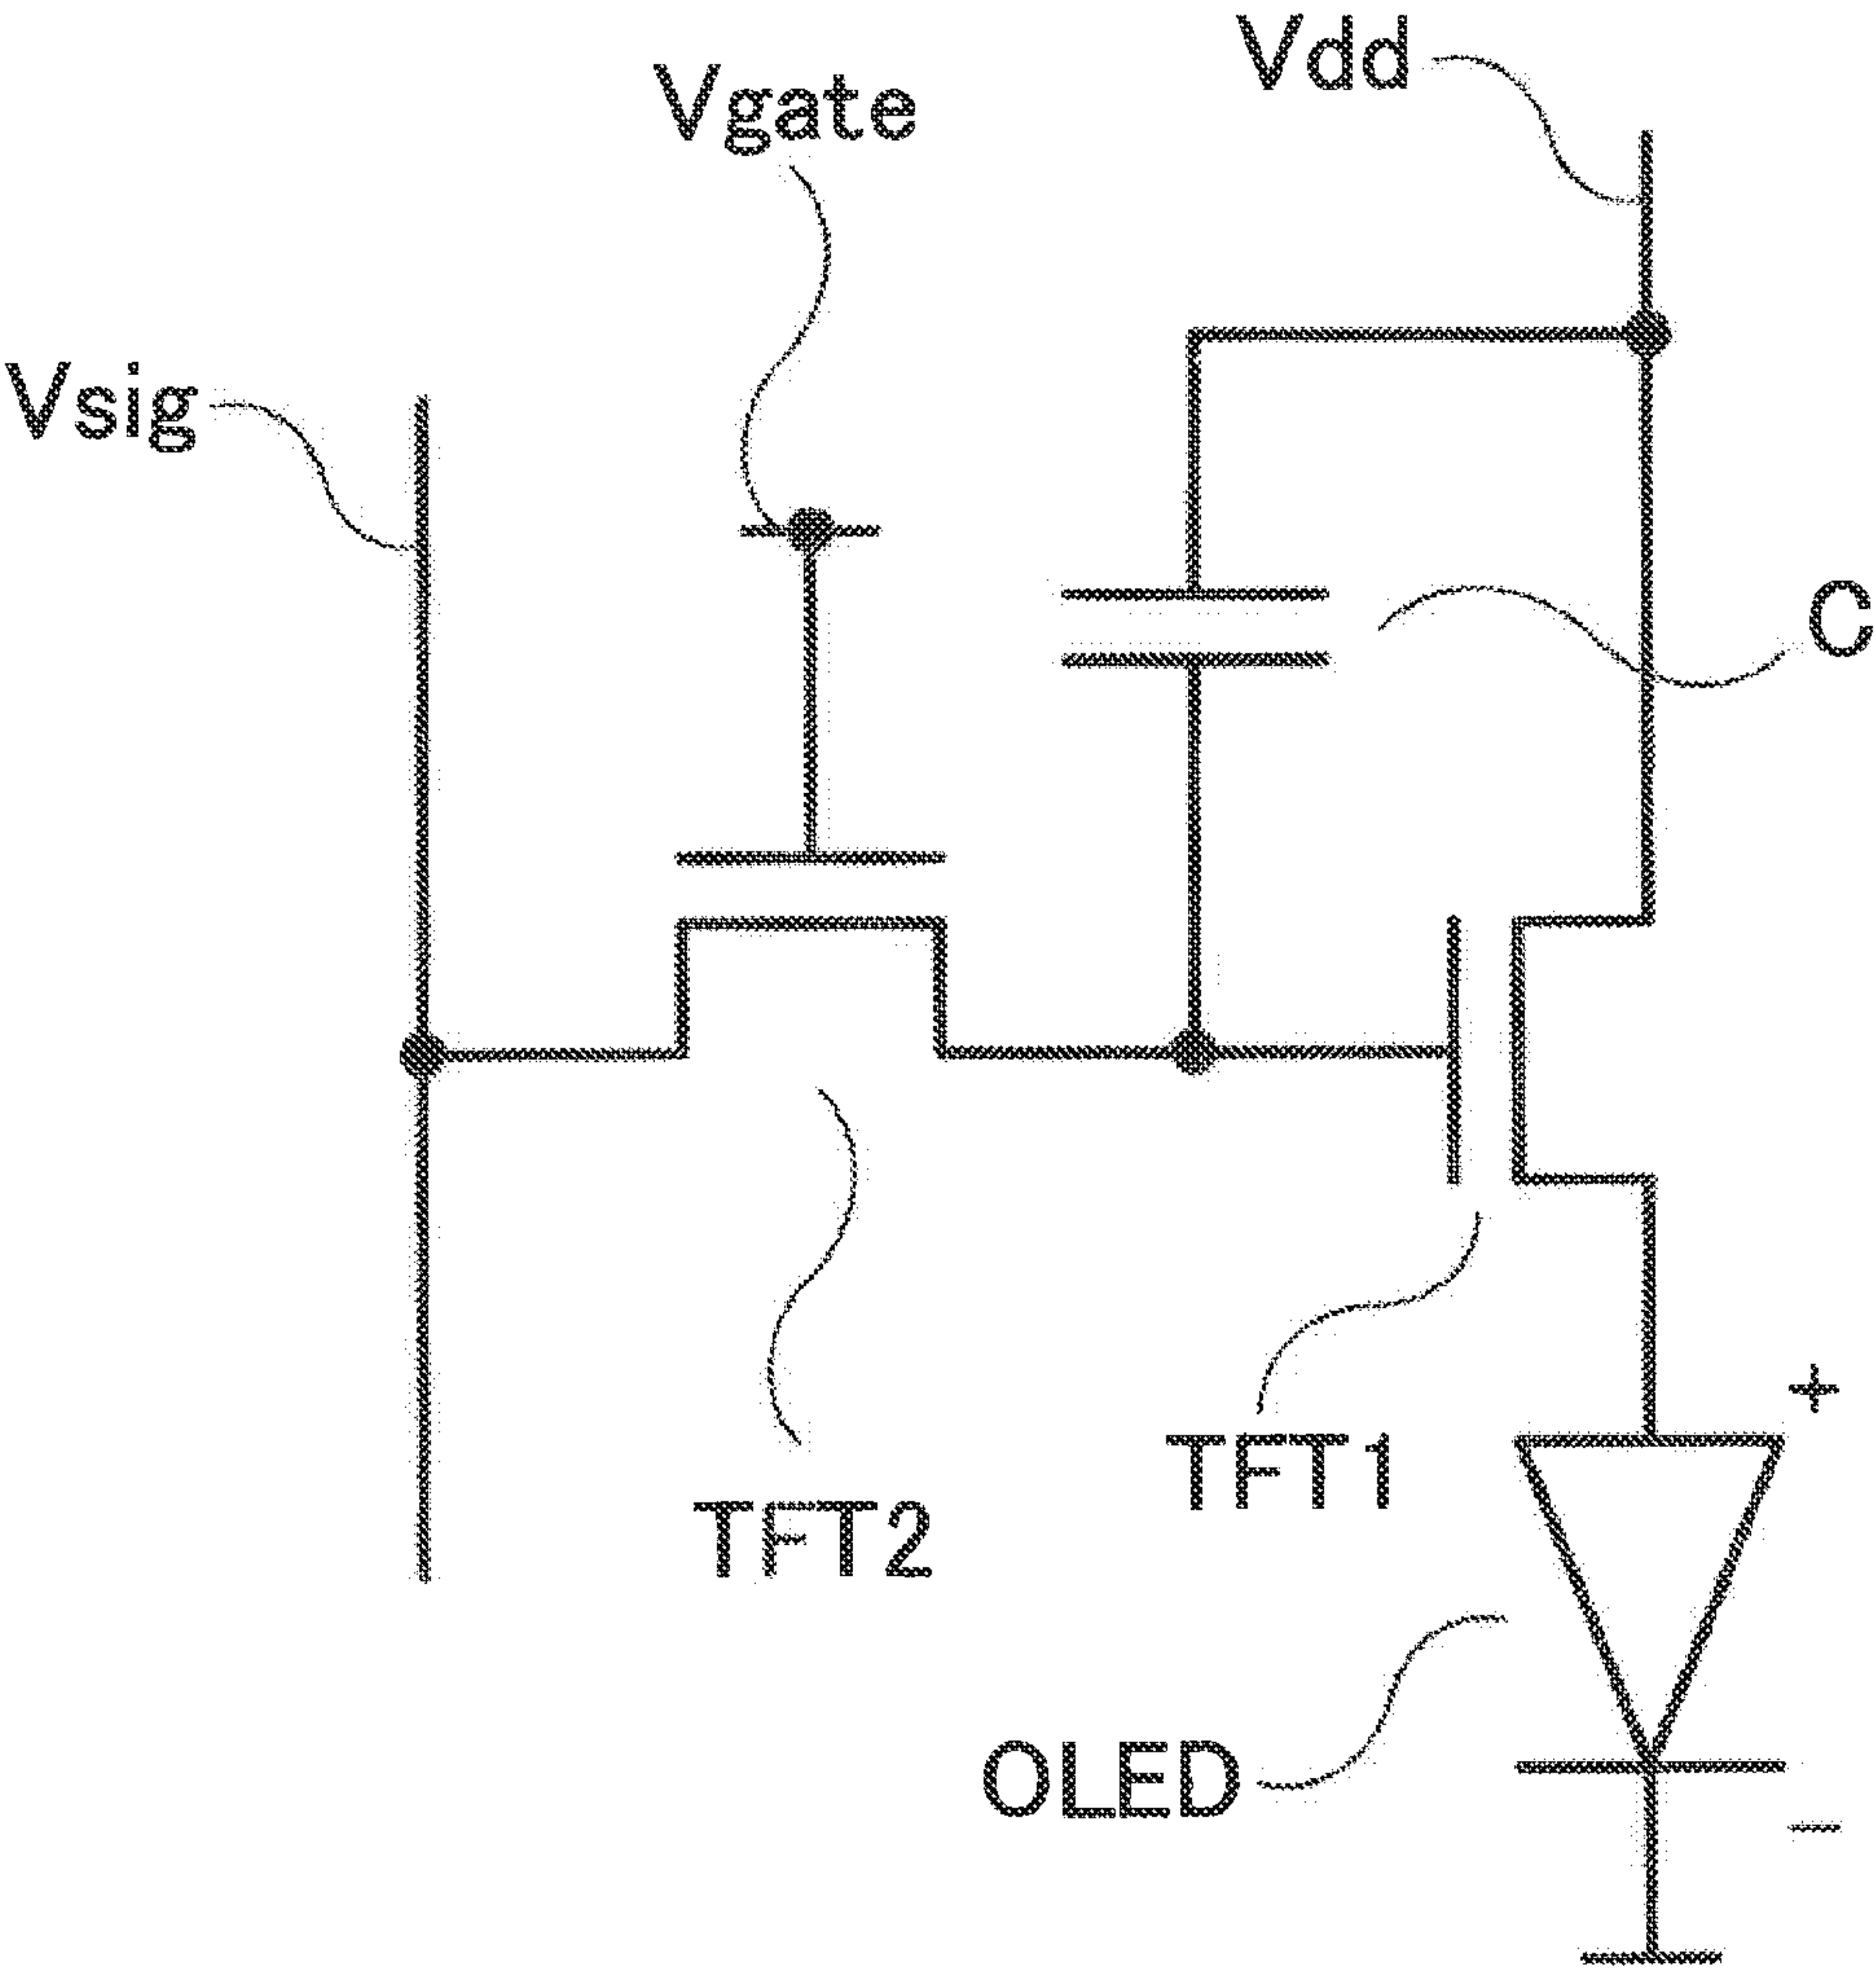 Vdd
Vgate
Vsig
C
+
TFT1
TFT2
OLED
−